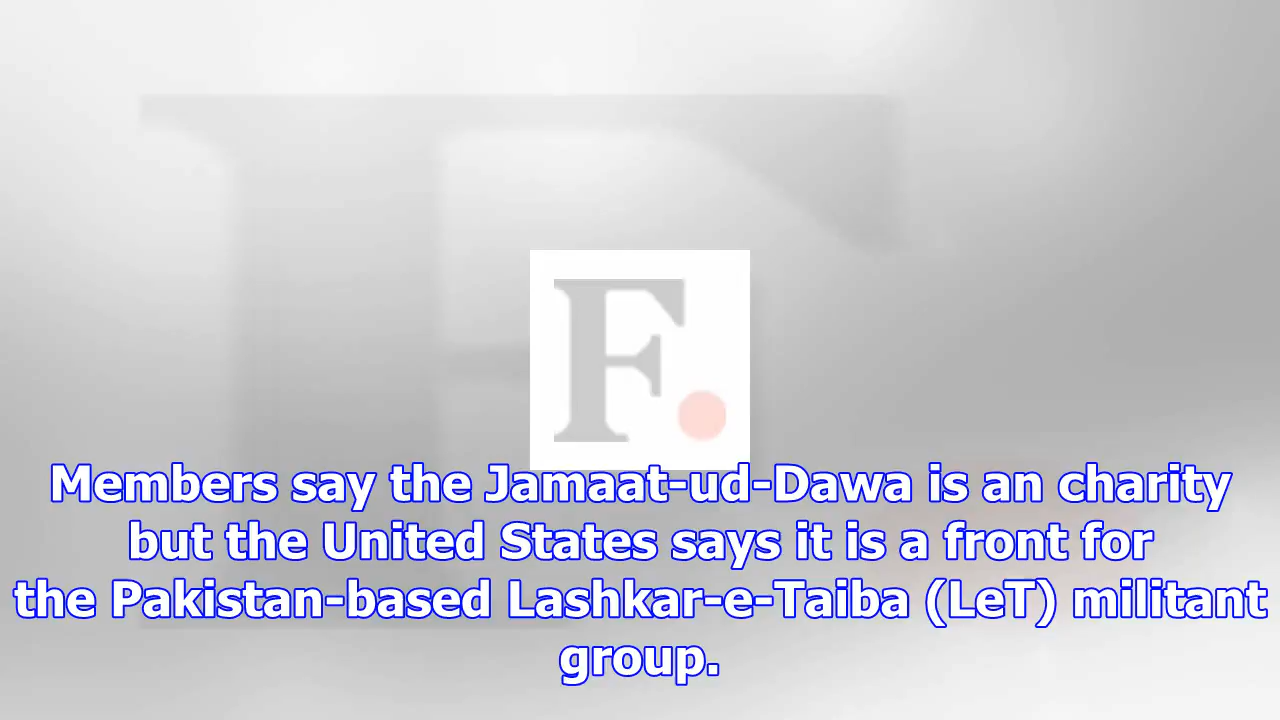 F.
Members say the Jamaat-ud-Dawa is an charity
but the United States says it is a front for
the Pakistan-based Lashkar-e-Taiba (LeT) militant
group.